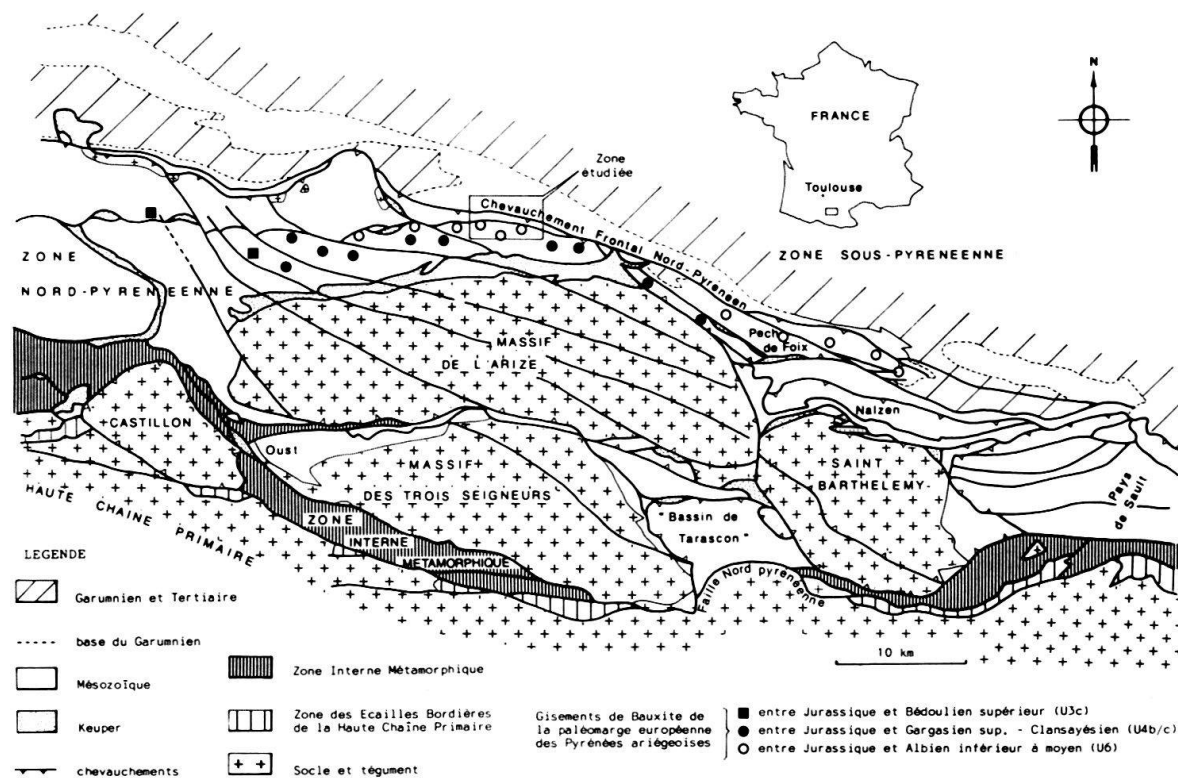 N
FRANCE
Toulouse
Zone
étudiée
Chevauchement Frontal Nord-Pyrénéen
ZONE SOUS-PYRENEENNE
ZONE
NORD-PYRENEENNE
MASSIF
DE L'ARIZE
Pech
de Foix
Nalzen
CASTILLON
Oust
MASSIF
DES TROIS SEIGNEURS
SAINT
BARTHELEMY
Pays
de Sault
"Bassin de
Tarascon"
HAUTE CHAÎNE PRIMAIRE
ZONE
INTERNE
METAMORPHIQUE
Faille Nord pyrénéenne
10 km
LEGENDE
Garumnien et Tertiaire
base du Garumnien
Mésozoïque
Keuper
chevauchements
Zone Interne Métamorphique
Zone des Ecailles Bordières
de la Haute Chaîne Primaire
Socle et tégument
Gisements de Bauxite de
la paléomarge européenne
des Pyrénées ariégeoises
entre Jurassique et Bédoulien supérieur (U3c)
entre Jurassique et Gargasien sup. - Clansayésien (U4b/c)
entre Jurassique et Albien inférieur à moyen (U6)